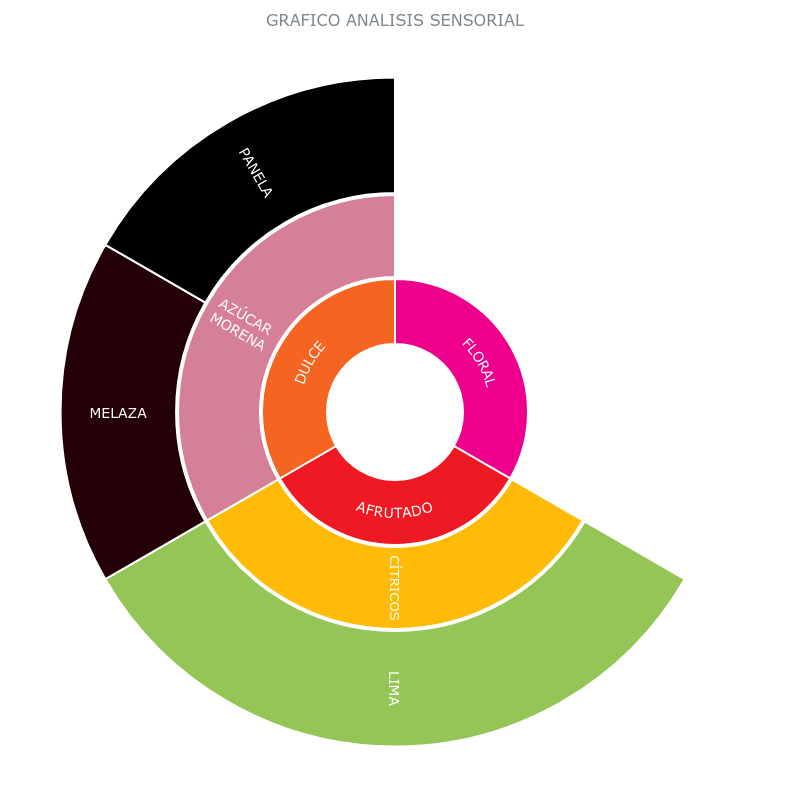 GRAFICO ANALISIS SENSORIAL
PANELA
AZÚCAR
MORENA
DULCE
FLORAL
MELAZA
AFRUTADO
CÍTRICOS
LIMA